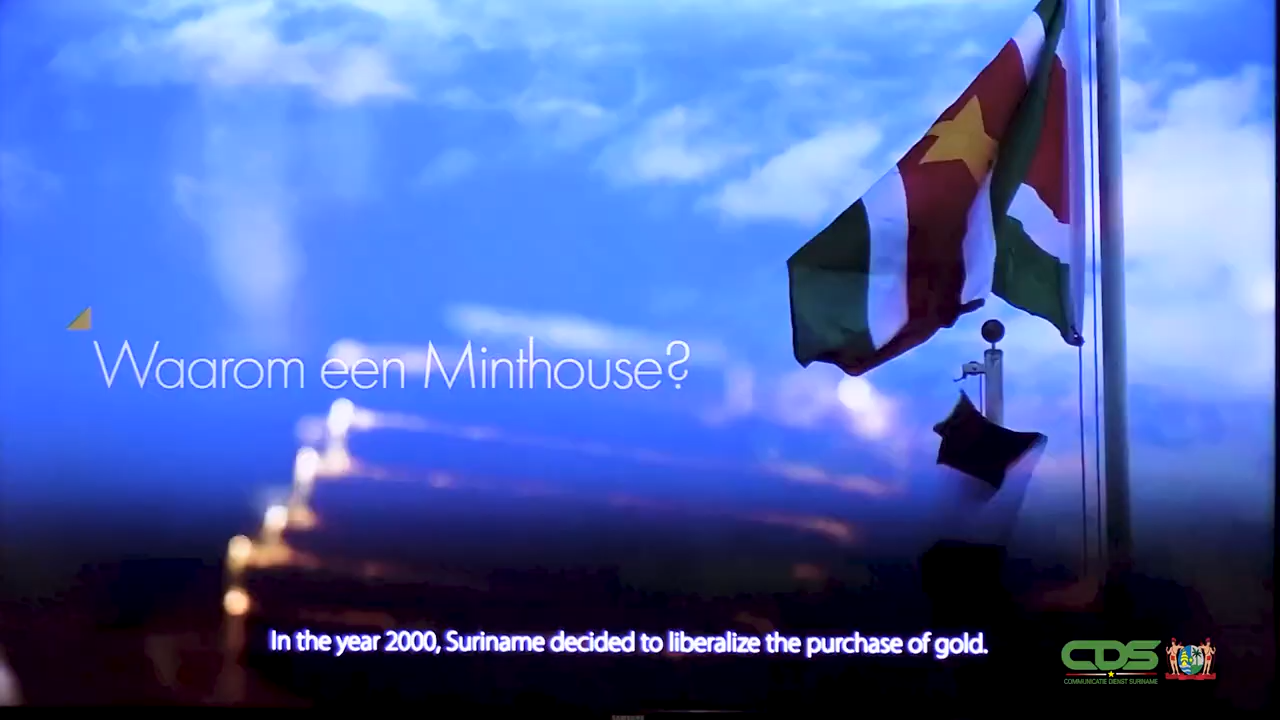 Waarom een Minthouse?
In the year 2000, Suriname decided to liberalize the purchase of gold.
CDS
COMMUNICATIE DIENST SURINAME
SAMSUNG